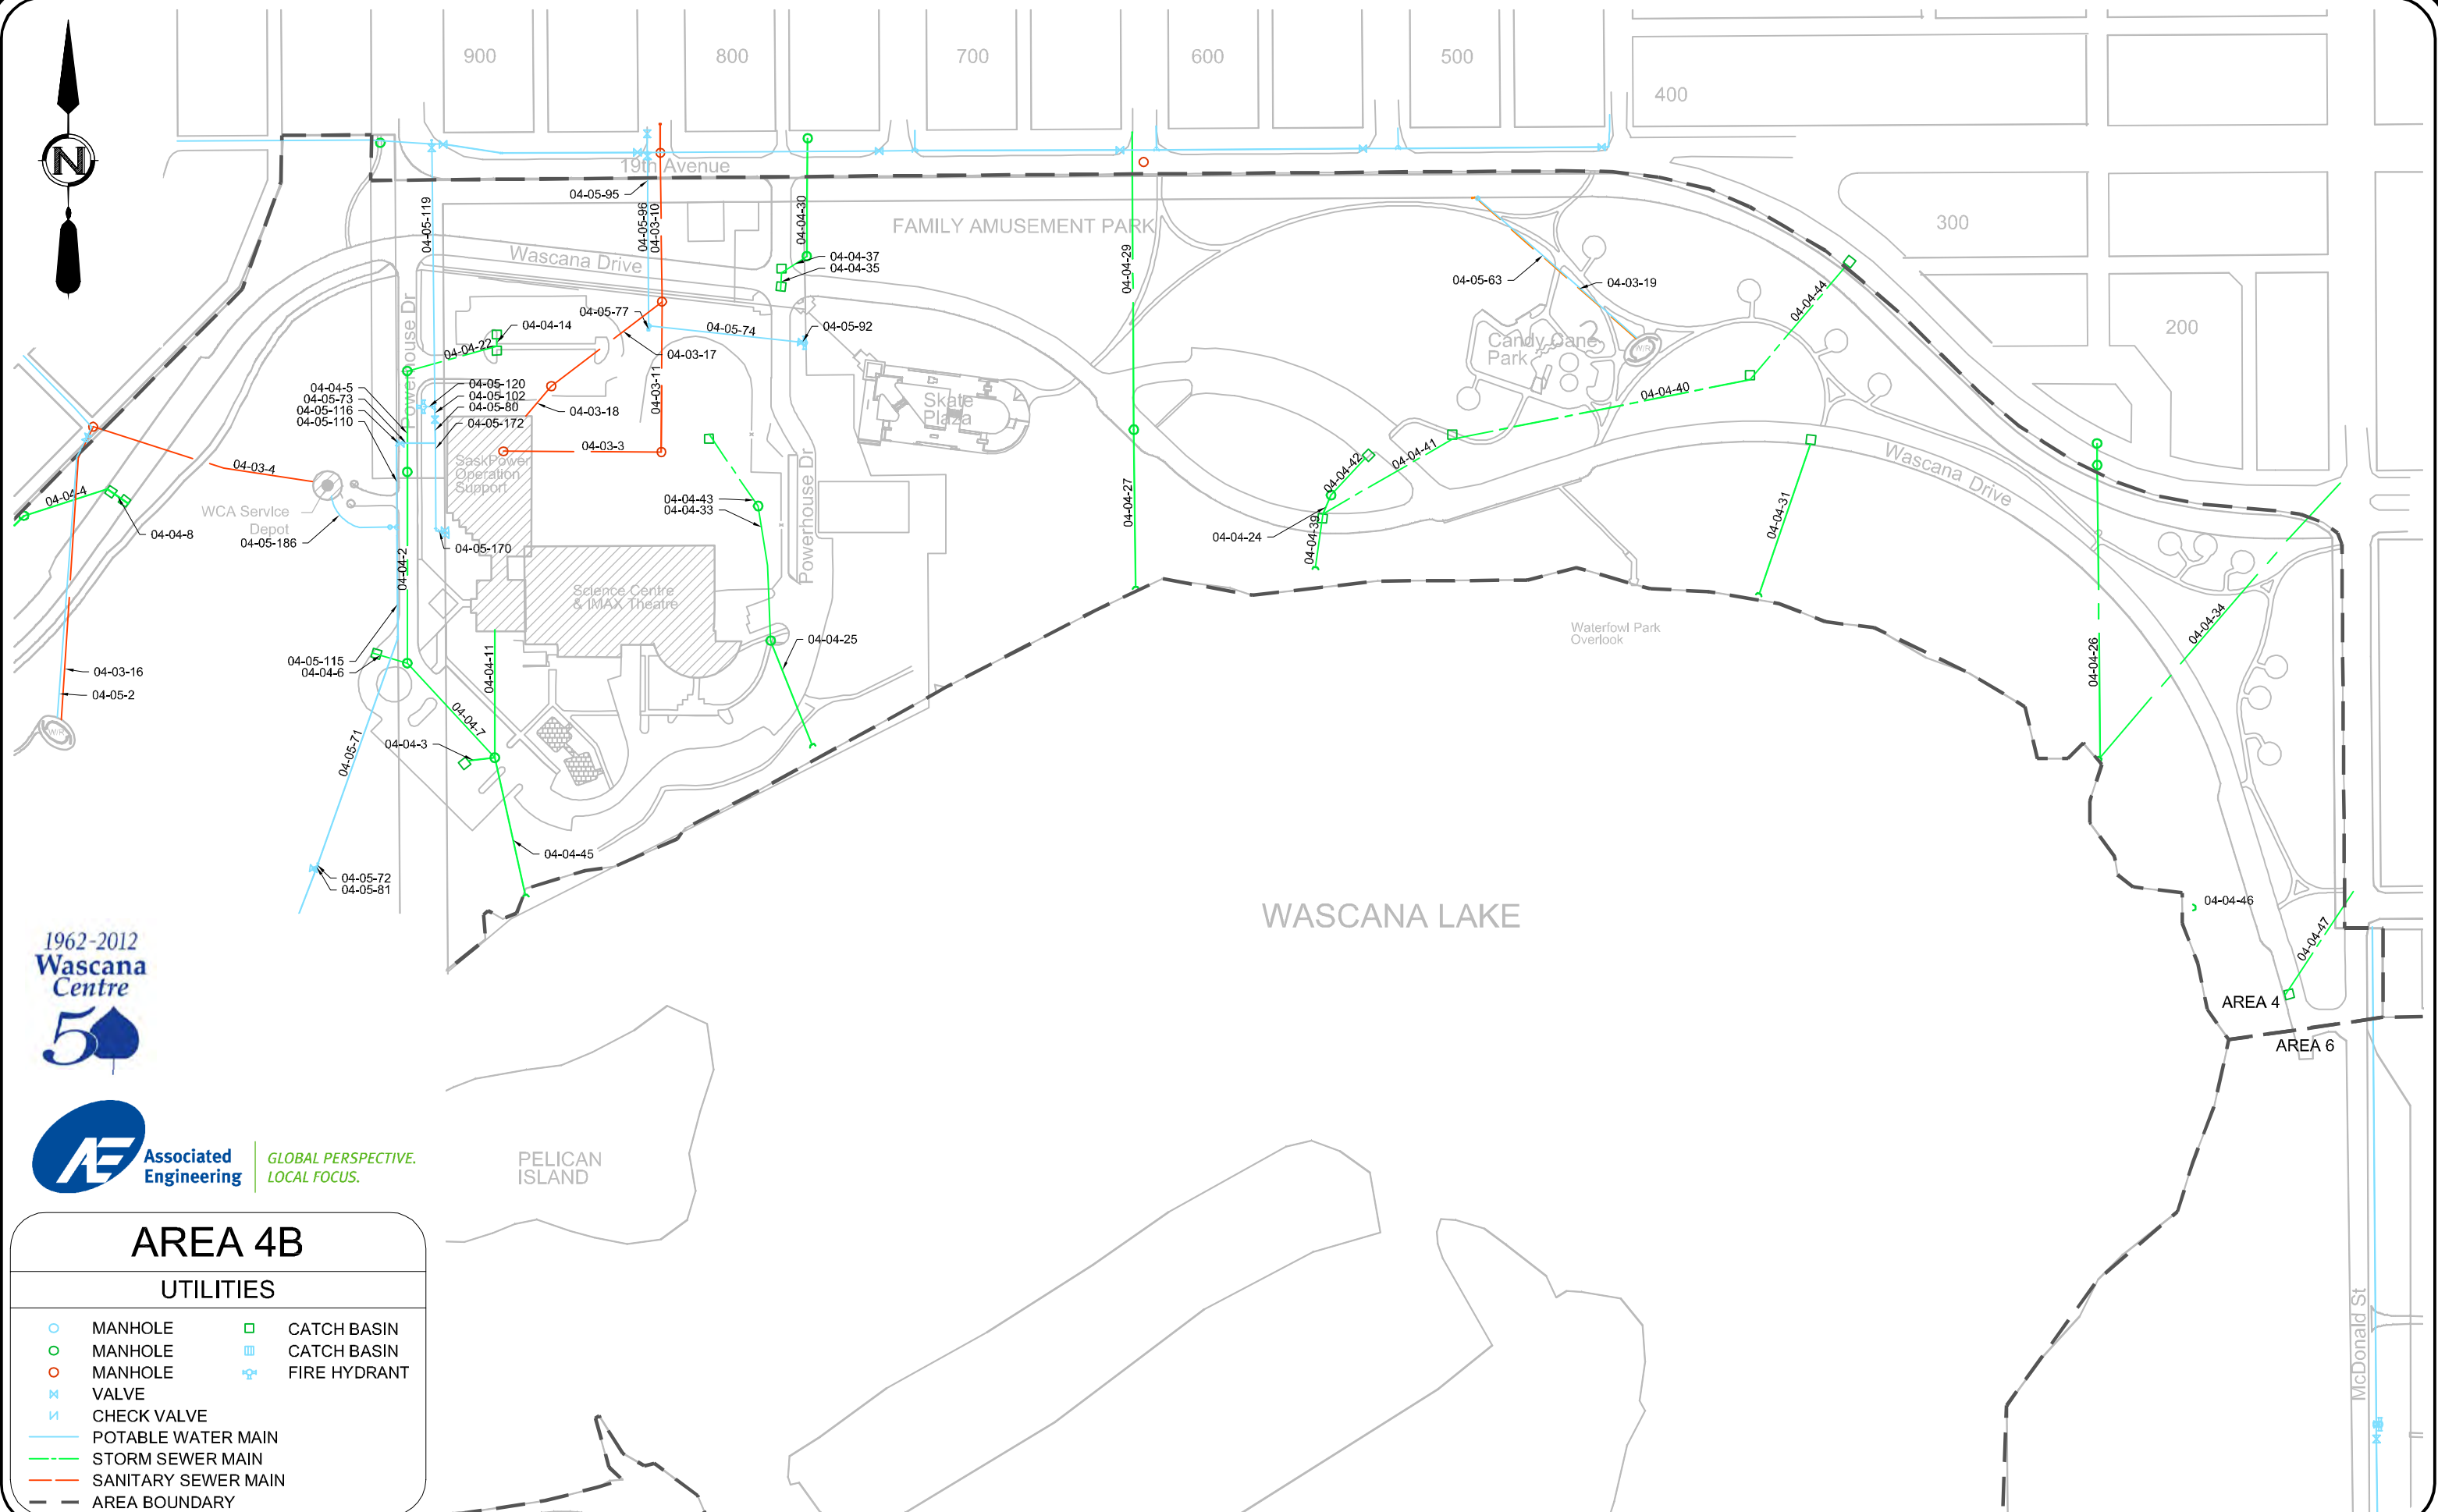 900
800
700
600
500
400
300
200
N
19th Avenue
04-05-95
04-05-119
04-05-96
04-03-10
04-04-30
FAMILY AMUSEMENT PARK
04-04-29
Wascana Drive
04-04-37
04-04-35
04-05-63
04-03-19
04-04-44
Powerhouse Dr
04-04-14
04-04-22
04-05-77
04-05-74
04-05-92
04-03-17
Candy Cane
Park
W/R
04-04-5
04-05-73
04-05-116
04-05-110
04-05-120
04-05-102
04-05-80
04-05-172
04-03-18
04-03-11
04-03-3
Skate
Plaza
04-04-40
04-04-41
04-04-42
Wascana Drive
04-03-4
04-04-4
04-04-8
SaskPower
Operation
Support
WCA Service
Depot
04-05-186
04-05-170
04-04-43
04-04-33
Powerhouse Dr
04-04-27
04-04-24
04-04-39
04-04-31
04-04-2
Science Centre
& IMAX Theatre
04-04-25
Waterfowl Park
Overlook
04-04-26
04-04-34
04-05-115
04-04-6
04-04-11
04-03-16
04-05-2
W/R
04-04-7
04-04-3
04-05-71
04-04-45
04-05-72
04-05-81
WASCANA LAKE
04-04-46
04-04-47
AREA 4
AREA 6
1962-2012
Wascana
Centre
50
AE
Associated
Engineering
GLOBAL PERSPECTIVE.
LOCAL FOCUS.
PELICAN
ISLAND
McDonald St
AREA 4B
UTILITIES
MANHOLE
CATCH BASIN
MANHOLE
CATCH BASIN
MANHOLE
FIRE HYDRANT
VALVE
CHECK VALVE
POTABLE WATER MAIN
STORM SEWER MAIN
SANITARY SEWER MAIN
AREA BOUNDARY